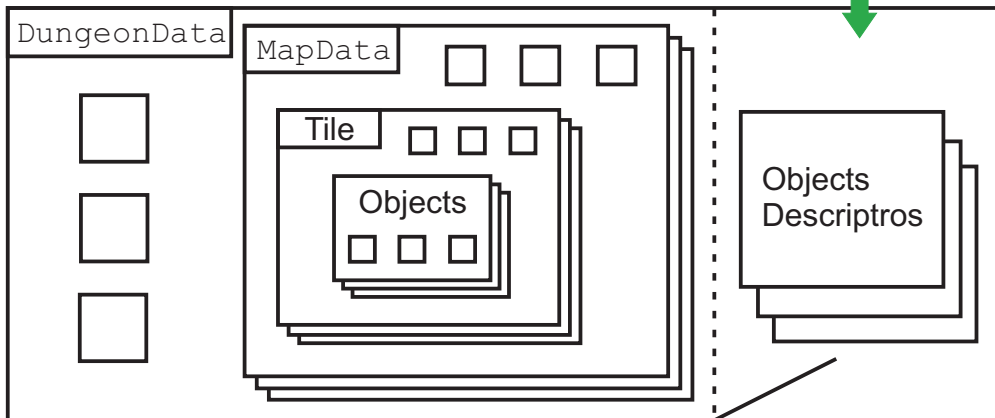 DungeonData
MapData
Tile
Objects
Objects
Descriptros